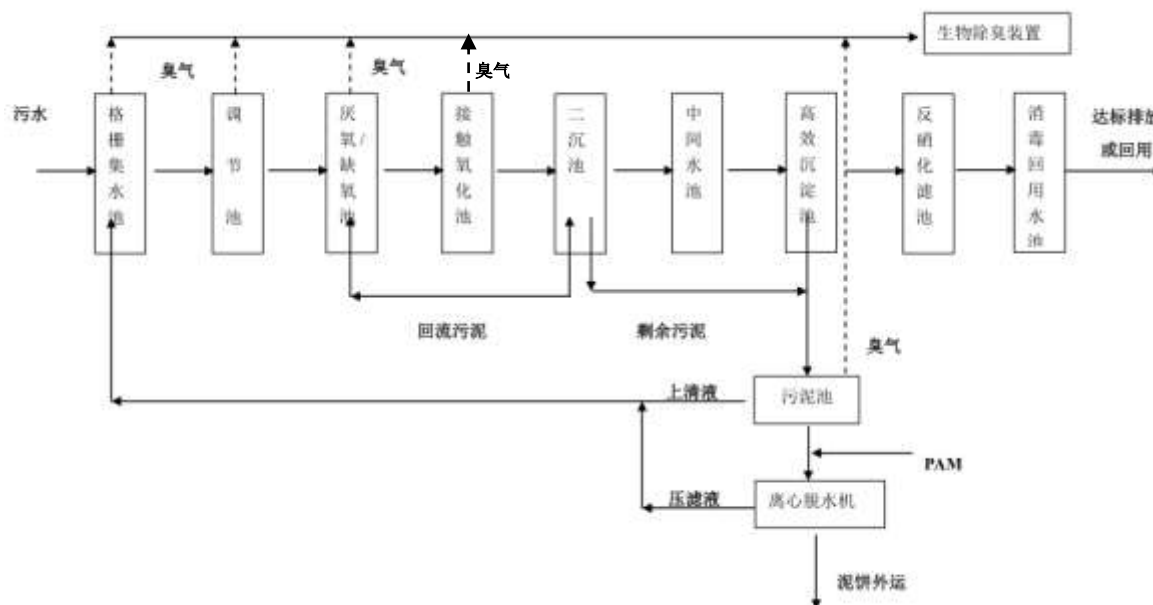 生物除臭装置
臭气
臭气
臭气
污水
格栅集水池
调节池
厌氧/缺氧池
接触氧化池
二沉池
中间水池
高效沉淀池
反硝化滤池
消毒回用水池
达标排放
或回用
回流污泥
剩余污泥
臭气
上清液
污泥池
PAM
压滤液
离心脱水机
泥饼外运